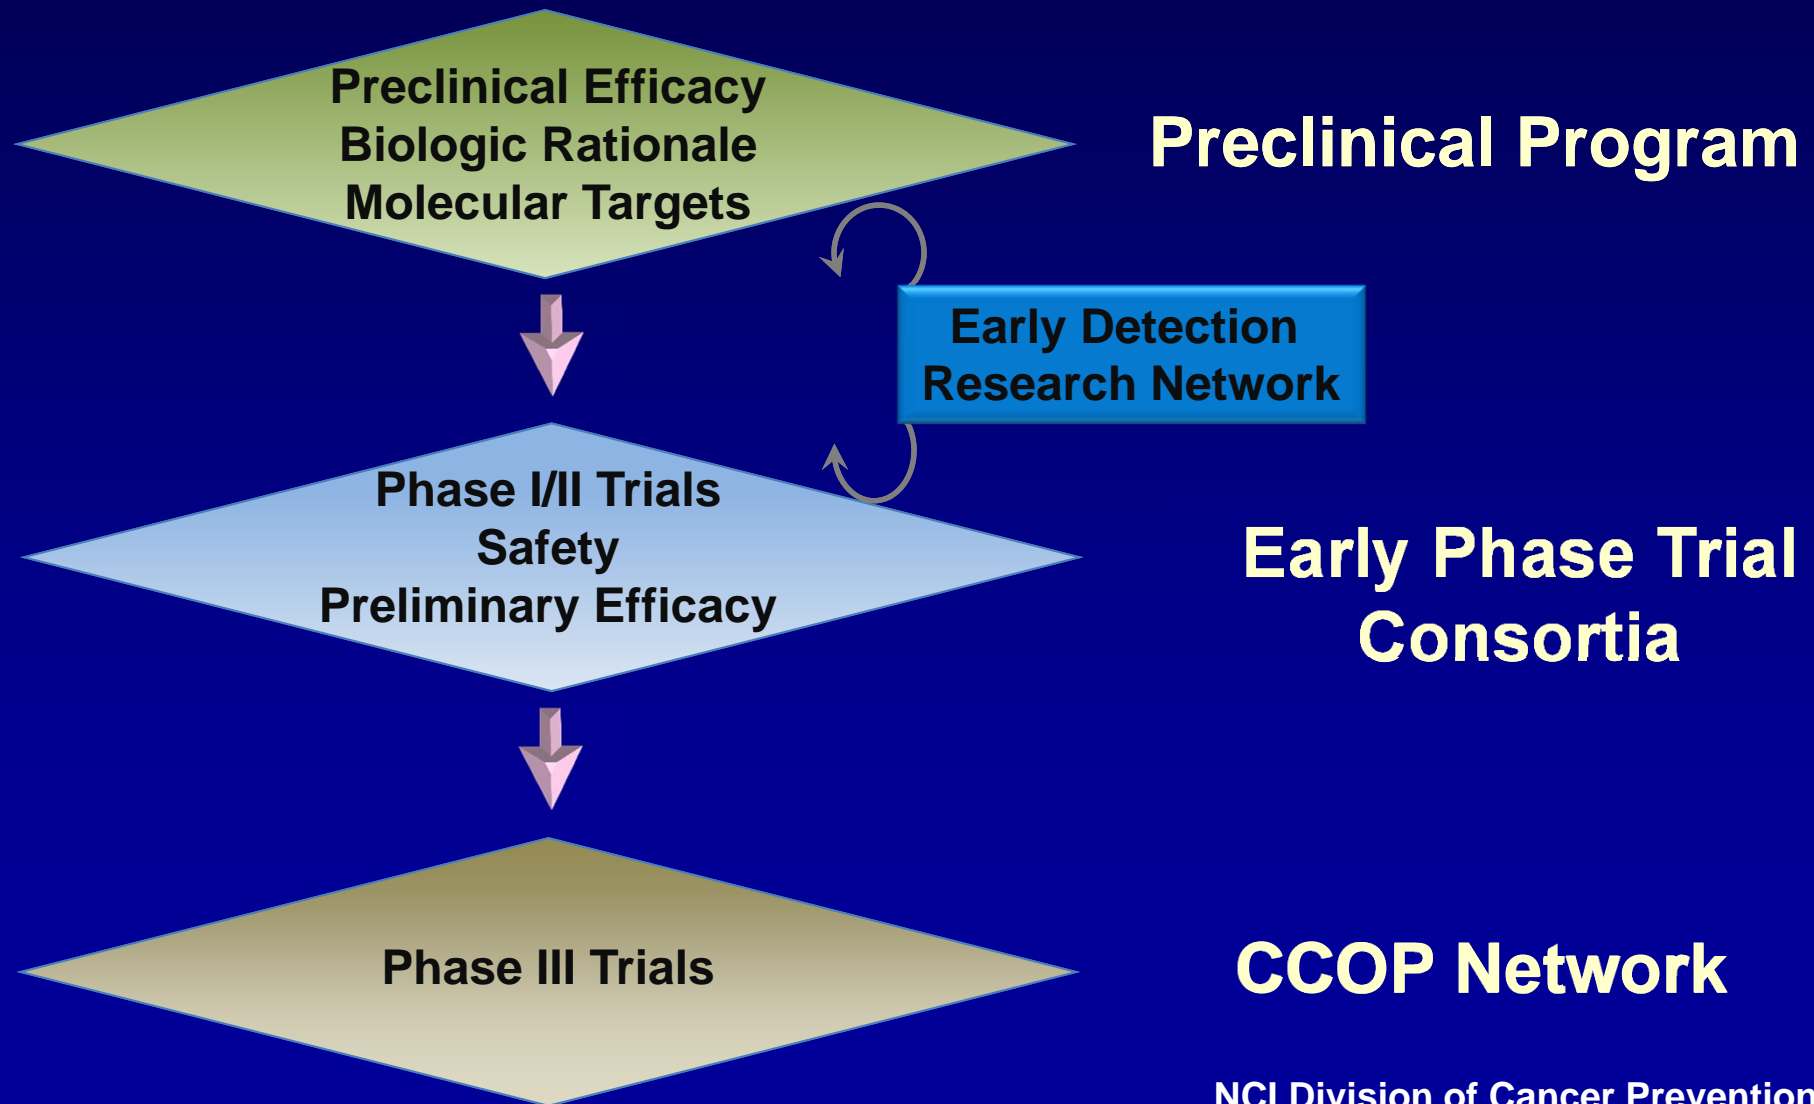 Preclinical Efficacy
Biologic Rationale
Molecular Targets
Preclinical Program
Early Detection
Research Network
Phase I/II Trials
Safety
Preliminary Efficacy
Early Phase Trial
Consortia
Phase III Trials
CCOP Network
NCI Division of Cancer Prevention